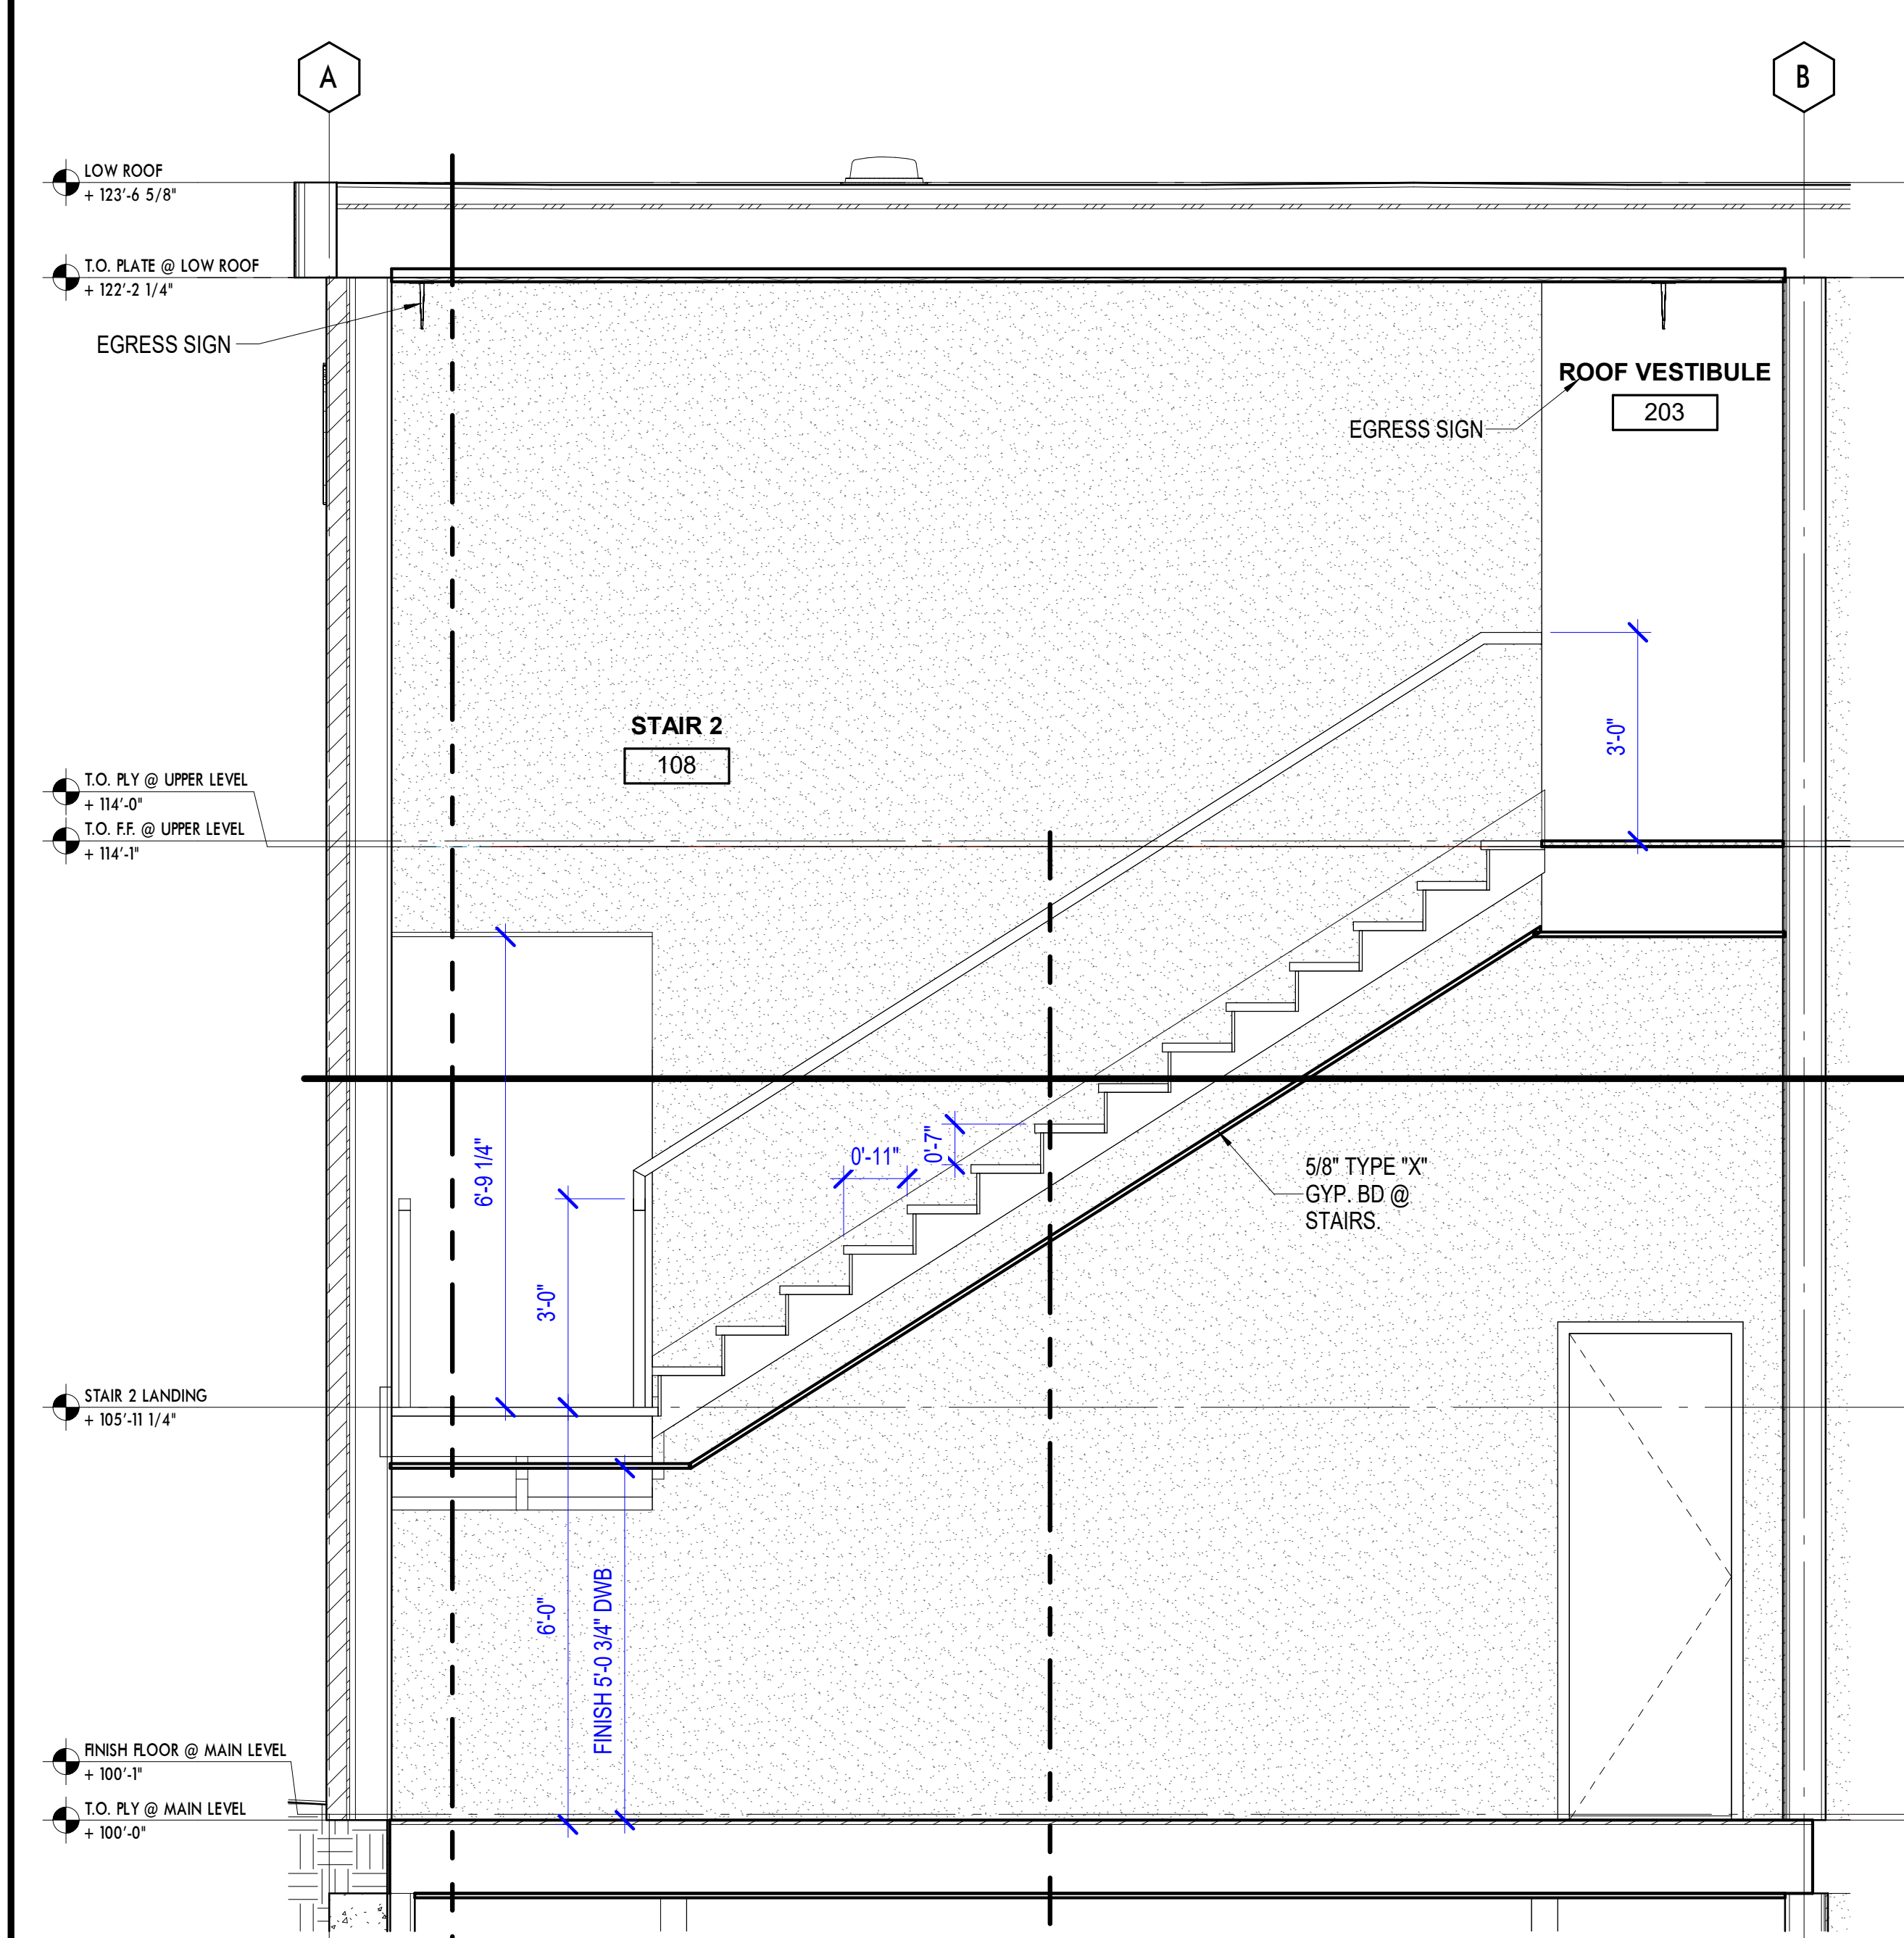 A
B
LOW ROOF
+ 123'-6 5/8"
T.O. PLATE @ LOW ROOF
+ 122'-2 1/4"
EGRESS SIGN
ROOF VESTIBULE
203
EGRESS SIGN
STAIR 2
108
3'-0"
T.O. PLY @ UPPER LEVEL
+ 114'-0"
T.O. F.F. @ UPPER LEVEL
+ 114'-1"
6'-9 1/4"
0'-11"
0'-7"
5/8" TYPE "X"
GYP. BD @
STAIRS.
3'-0"
STAIR 2 LANDING
+ 105'-11 1/4"
6'-0"
FINISH 5'-0 3/4" DWB
FINISH FLOOR @ MAIN LEVEL
+ 100'-1"
T.O. PLY @ MAIN LEVEL
+ 100'-0"